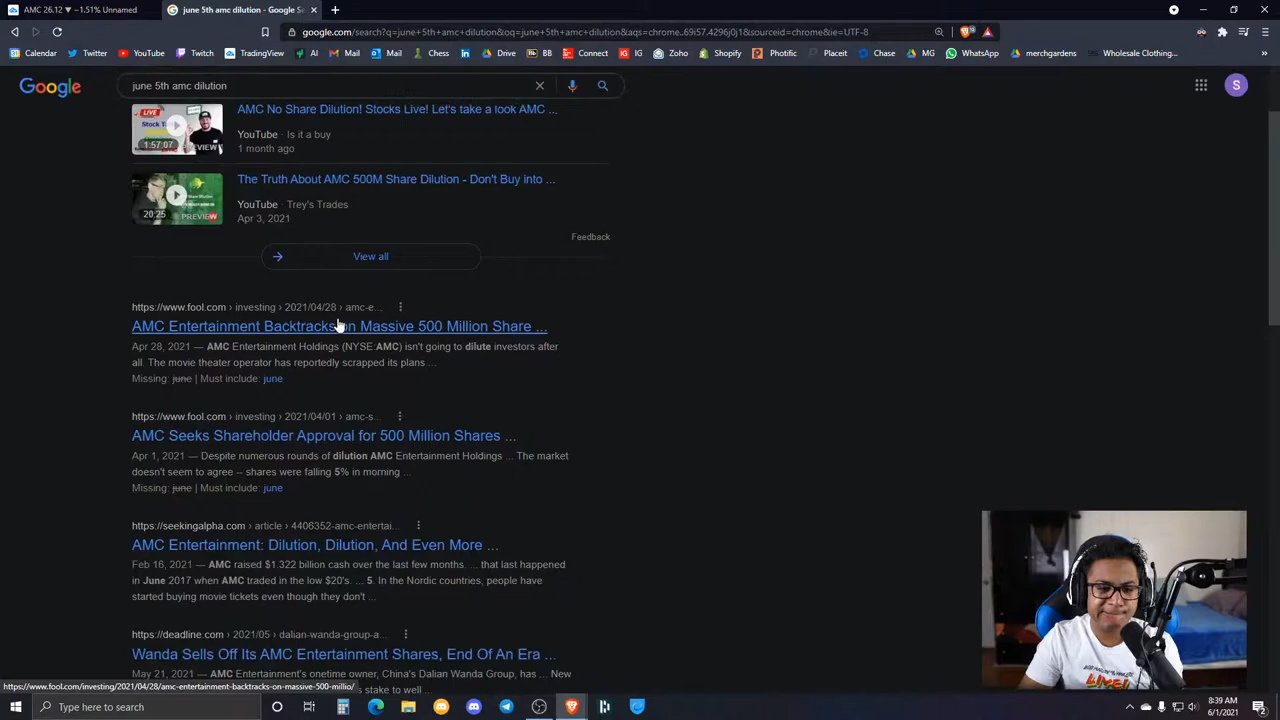 AMC 26.12 ▼ −1.51% Unnamed
june 5th amc dilution - Google S
google.com/search?q=june+5th+amc+dilution&oq=june+5th+amc+dilution&aqs=chrome..69i57.4296j0j1&sourceid=chrome&ie=UTF-8
Calendar Twitter YouTube Twitch TradingView AI Mail Mail LinkedIn Drive BB Connect IG Zoho Shop Photific Placeit Chase MG WhatsApp merchgardens Wholesale Clothing...
Google
june 5th amc dilution
S
LIVE
Stock Ta
1:57:07
PREVIEW
AMC No Share Dilution! Stocks Live! Let's take a look AMC ...
YouTube · Is it a buy
1 month ago
20:25
PREVIEW
The Truth About AMC 500M Share Dilution - Don't Buy into ...
YouTube · Trey's Trades
Apr 3, 2021
Feedback
View all
https://www.fool.com › investing › 2021/04/28 › amc-e...
AMC Entertainment Backtracks on Massive 500 Million Share ...
Apr 28, 2021 — AMC Entertainment Holdings (NYSE:AMC) isn't going to dilute investors after
all. The movie theater operator has reportedly scrapped its plans ...
Missing: june | Must include: june
https://www.fool.com › investing › 2021/04/01 › amc-s...
AMC Seeks Shareholder Approval for 500 Million Shares ...
Apr 1, 2021 — Despite numerous rounds of dilution AMC Entertainment Holdings ... The market
doesn't seem to agree -- shares were falling 5% in morning ...
Missing: june | Must include: june
https://seekingalpha.com › article › 4406352-amc-entertai...
AMC Entertainment: Dilution, Dilution, And Even More ...
Feb 16, 2021 — AMC raised $1.322 billion cash over the last few months. ... that last happened
in June 2017 when AMC traded in the low $20's. ... 5. In the Nordic countries, people have
started buying movie tickets even though they don't ...
https://deadline.com › 2021/05 › dalian-wanda-group-a...
Wanda Sells Off Its AMC Entertainment Shares, End Of An Era ...
May 21, 2021 — AMC Entertainment's onetime owner, China's Dalian Wanda Group, has ... New
stake to well ...
https://www.fool.com/investing/2021/04/28/amc-entertainment-backtracks-on-massive-500-millio/
LIVE!
Type here to search
8:39 AM
6/1/2021